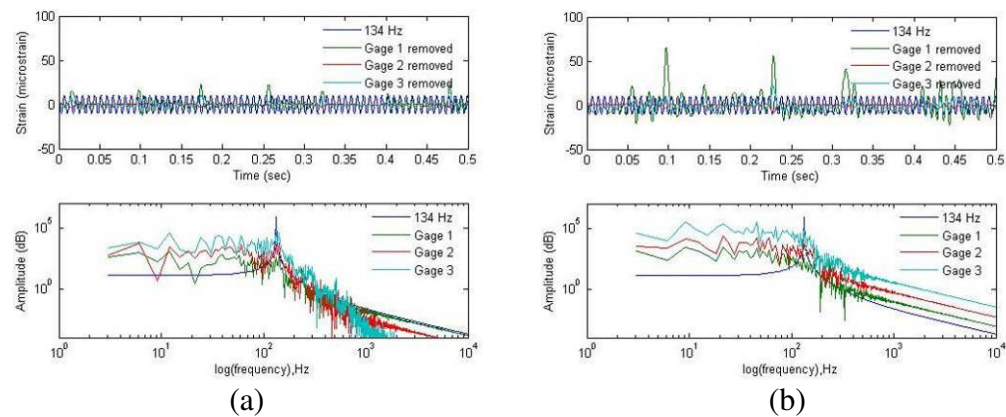 100
50
0
-50
Strain (microstrain)
134 Hz
Gage 1 removed
Gage 2 removed
Gage 3 removed
0 0.05 0.1 0.15 0.2 0.25 0.3 0.35 0.4 0.45 0.5
Time (sec)
10^5
10^0
Amplitude (dB)
134 Hz
Gage 1
Gage 2
Gage 3
10^0 10^1 10^2 10^3 10^4
log(frequency),Hz
(a)
100
50
0
-50
Strain (microstrain)
134 Hz
Gage 1 removed
Gage 2 removed
Gage 3 removed
0 0.05 0.1 0.15 0.2 0.25 0.3 0.35 0.4 0.45 0.5
Time (sec)
10^5
10^0
Amplitude (dB)
134 Hz
Gage 1
Gage 2
Gage 3
10^0 10^1 10^2 10^3 10^4
log(frequency),Hz
(b)